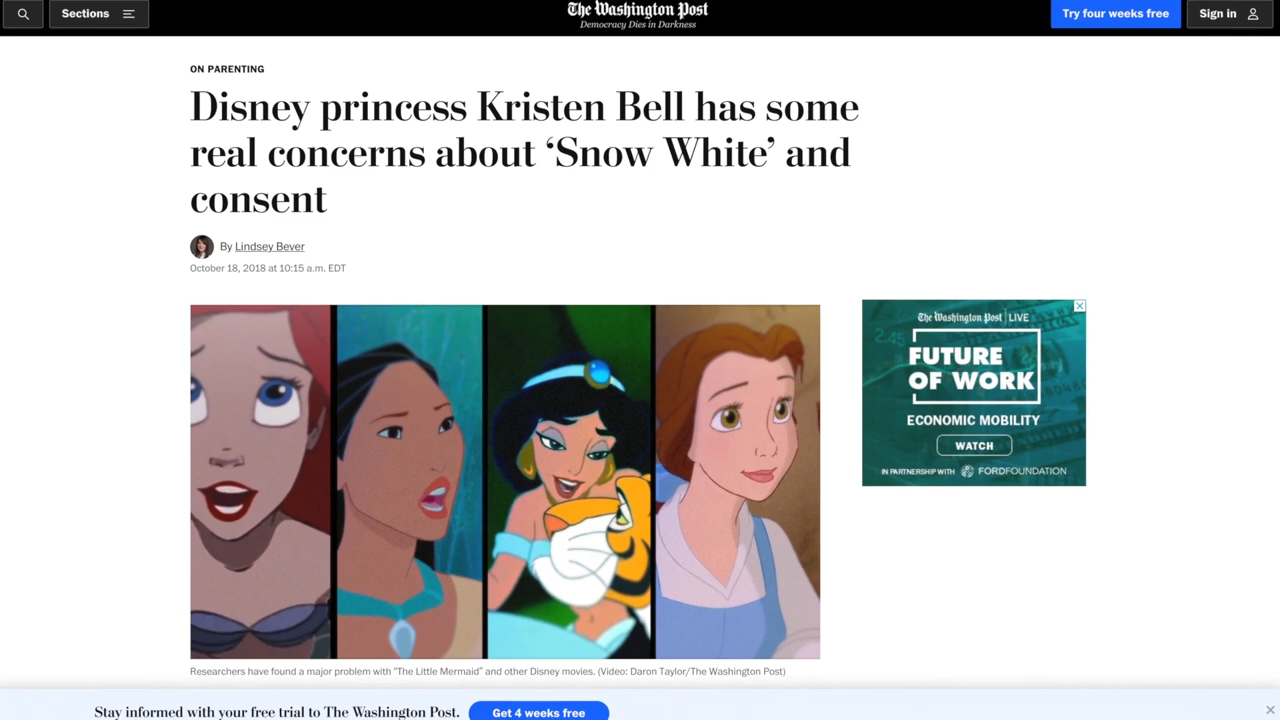 Sections
The Washington Post
Democracy Dies in Darkness
Try four weeks free
Sign in
ON PARENTING
Disney princess Kristen Bell has some
real concerns about ‘Snow White’ and
consent
By Lindsey Bever
October 18, 2018 at 10:15 a.m. EDT
The Washington Post LIVE
2.45
FUTURE
OF WORK
ECONOMIC MOBILITY
WATCH
IN PARTNERSHIP WITH FORDFOUNDATION
Researchers have found a major problem with "The Little Mermaid" and other Disney movies. (Video: Daron Taylor/The Washington Post)
Stay informed with your free trial to The Washington Post.
Get 4 weeks free